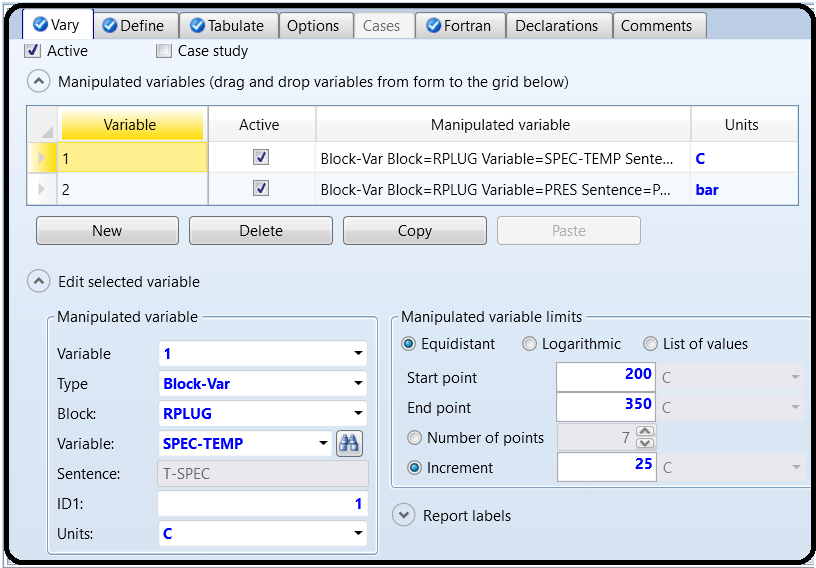 Vary Define Tabulate Options Cases Fortran Declarations Comments
Active Case study
Manipulated variables (drag and drop variables from form to the grid below)
Variable Active Manipulated variable Units
1 Block-Var Block=RPLUG Variable=SPEC-TEMP Sente... C
2 Block-Var Block=RPLUG Variable=PRES Sentence=P... bar
New Delete Copy Paste
Edit selected variable
Manipulated variable
Variable 1
Type Block-Var
Block: RPLUG
Variable: SPEC-TEMP
Sentence: T-SPEC
ID1: 1
Units: C
Manipulated variable limits
Equidistant Logarithmic List of values
Start point 200 C
End point 350 C
Number of points 7
Increment 25 C
Report labels